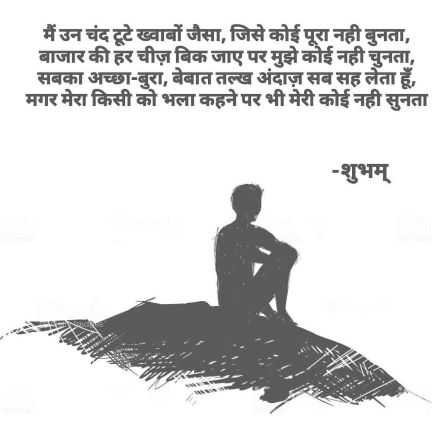 मैं उन चंद टूटे ख्वाबों जैसा, जिसे कोई पूरा नही बुनता,
बाजार की हर चीज़ बिक जाए पर मुझे कोई नही चुनता,
सबका अच्छा-बुरा, बेबात तल्ख अंदाज़ सब सह लेता हूँ,
मगर मेरा किसी को भला कहने पर भी मेरी कोई नही सुनता
-शुभम्